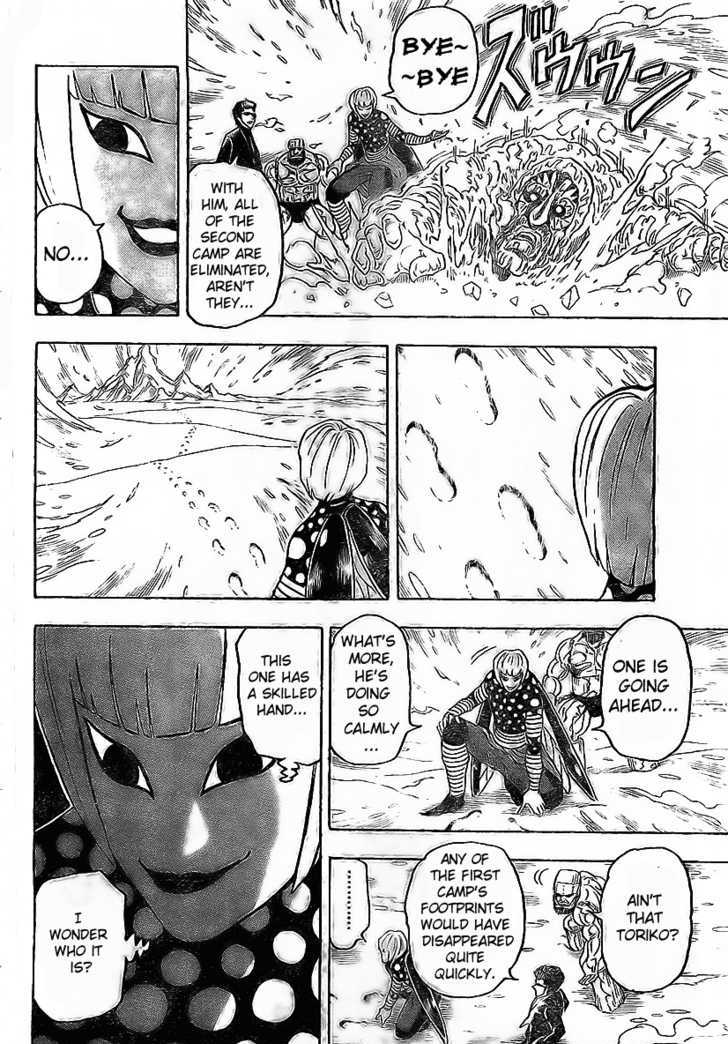 BYE~
~BYE
ズウウン
WITH
HIM, ALL
OF THE
SECOND
CAMP ARE
ELIMINATED,
AREN'T
THEY...
NO...
ONE IS
GOING
AHEAD...
WHAT'S
MORE,
HE'S
DOING
SO
CALMLY
...
THIS
ONE HAS
A SKILLED
HAND...
I
WONDER
WHO IT
IS?
AIN'T
THAT
TORIKO?
ANY OF
THE FIRST
CAMP'S
FOOTPRINTS
WOULD HAVE
DISAPPEARED
QUITE
QUICKLY.
.........